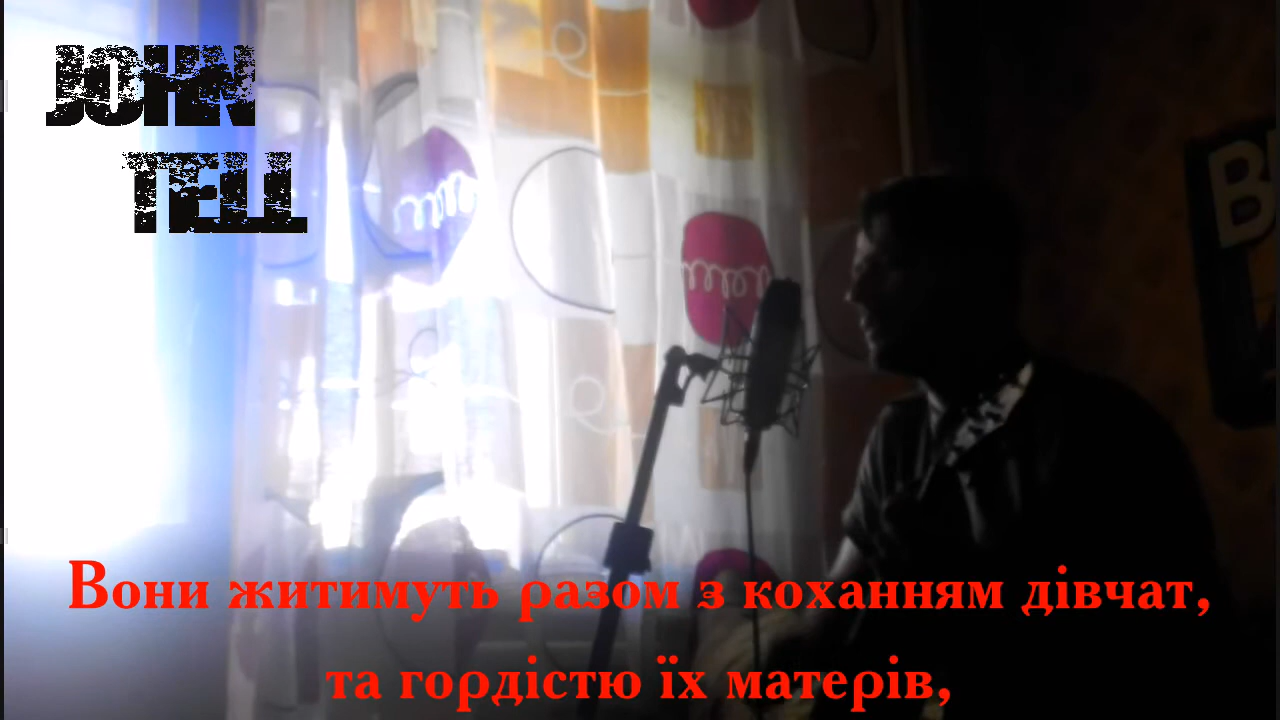 JOHN
TELL
B
Вони житимуть разом з коханням дівчат,
та гордістю їх матерів,